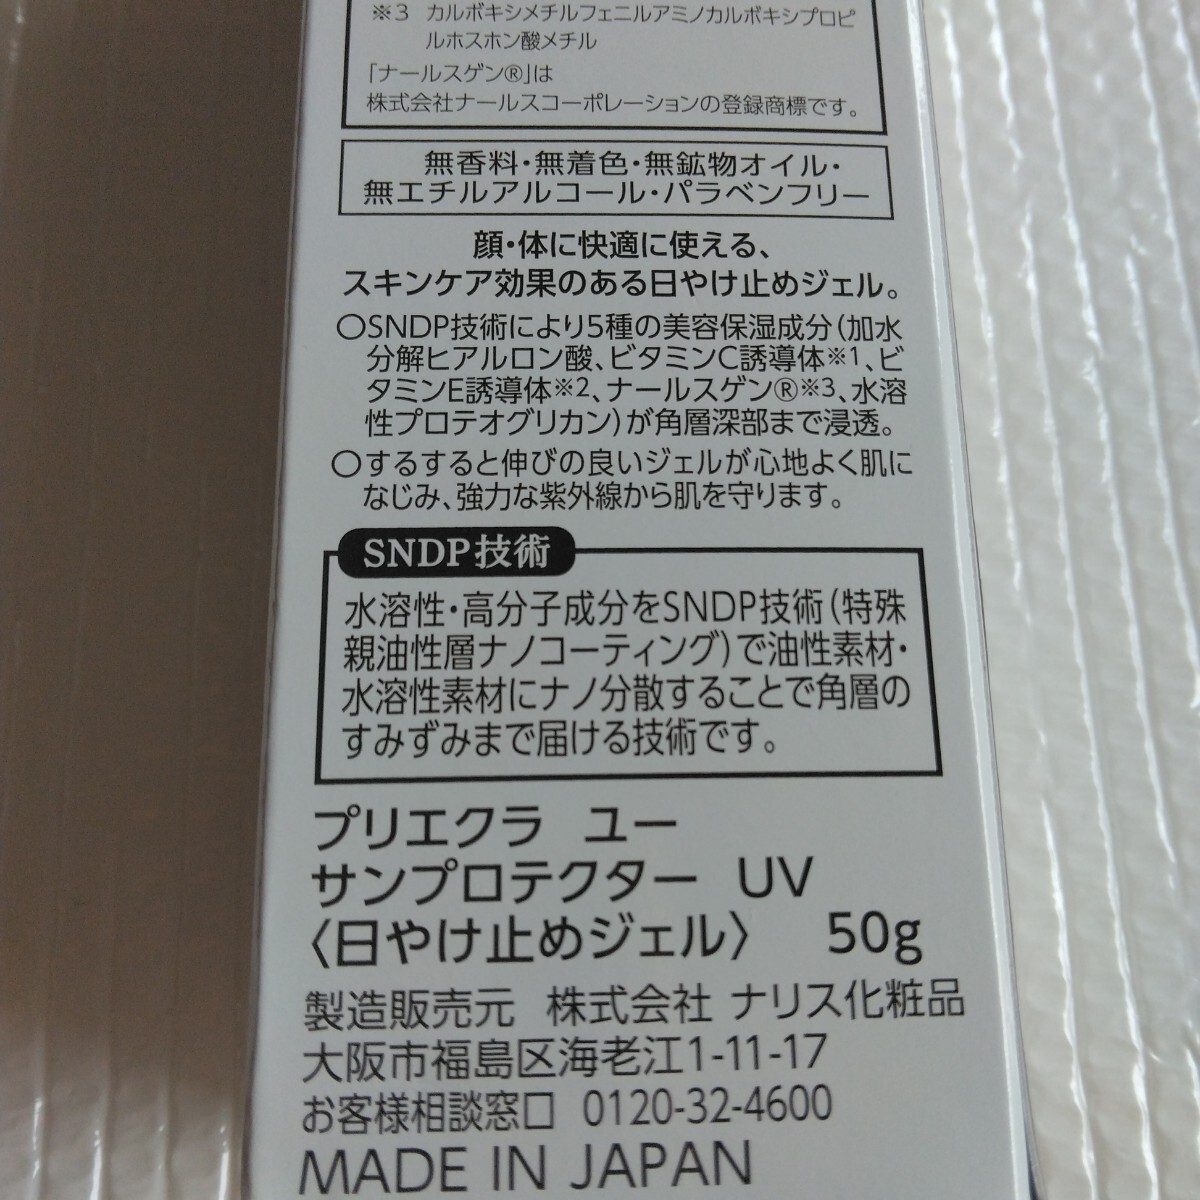 ※3 カルボキシメチルフェニルアミノカルボキシプロピ
ルホスホン酸メチル
「ナールスゲン®」は
株式会社ナールスコーポレーションの登録商標です。
無香料・無着色・無鉱物オイル・
無エチルアルコール・パラベンフリー
顔・体に快適に使える、
スキンケア効果のある日やけ止めジェル。
○SNDP技術により5種の美容保湿成分(加水
分解ヒアルロン酸、ビタミンC誘導体※1、ビ
タミンE誘導体※2、ナールスゲン®※3、水溶
性プロテオグリカン)が角層深部まで浸透。
○するすると伸びの良いジェルが心地よく肌に
なじみ、強力な紫外線から肌を守ります。
SNDP技術
水溶性・高分子成分をSNDP技術(特殊
親油性層ナノコーティング)で油性素材・
水溶性素材にナノ分散することで角層の
すみずみまで届ける技術です。
プリエクラ ユー
サンプロテクター UV
〈日やけ止めジェル〉 50g
製造販売元 株式会社 ナリス化粧品
大阪市福島区海老江1-11-17
お客様相談窓口 0120-32-4600
MADE IN JAPAN